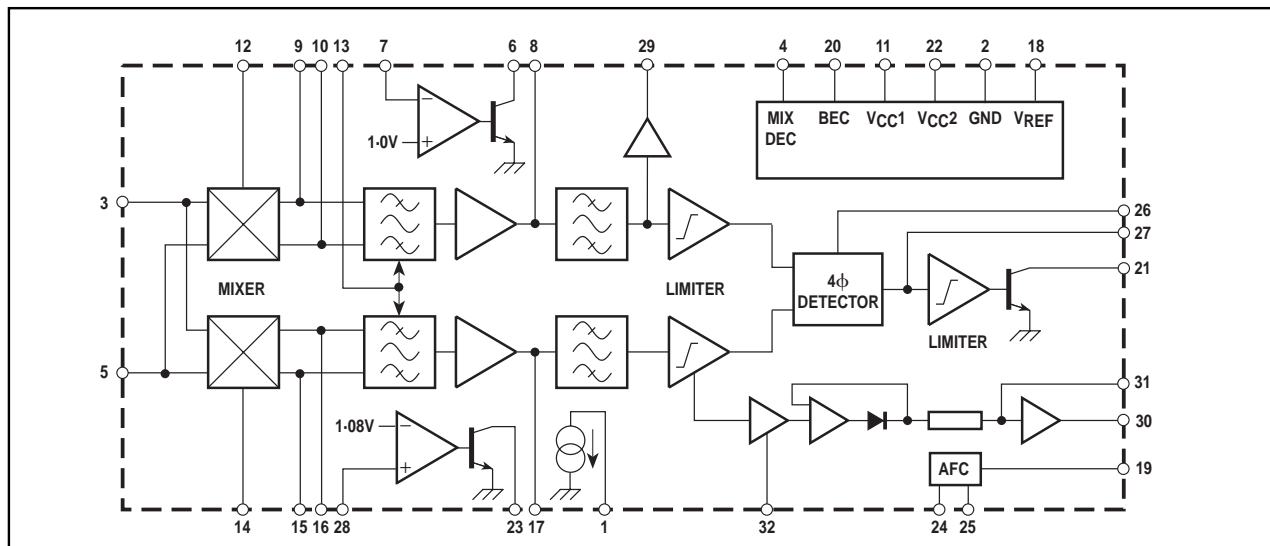 12 9 10 13 7 6 8 29 4 20 11 22 2 18
MIX DEC
BEC
VCC1
VCC2
GND
VREF
−
+
1·0V
3
26
27
MIXER
LIMITER
4ϕ DETECTOR
21
LIMITER
5
31
1·08V
−
+
30
AFC
19
14 15 16 28 23 17 1 32 24 25